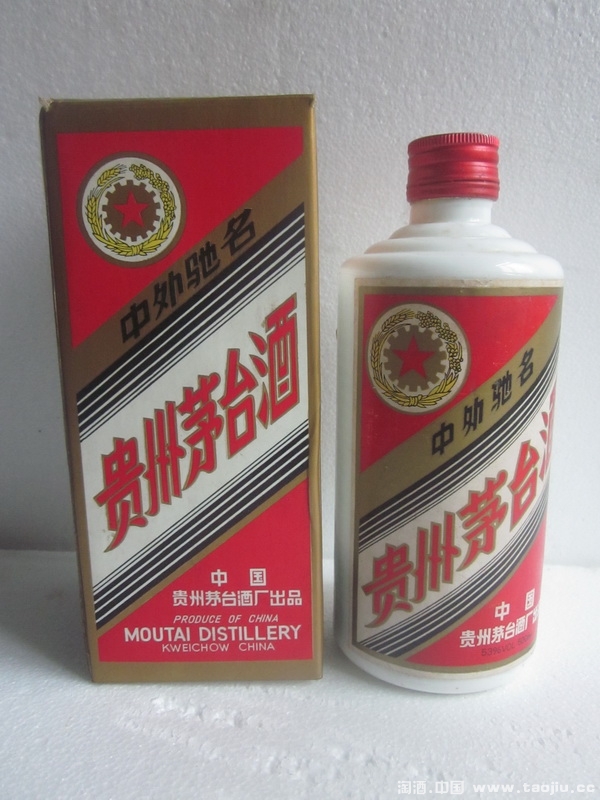 中外驰名
贵州茅台酒
中国
贵州茅台酒厂出品
PRODUCE OF CHINA
MOUTAI DISTILLERY
KWEICHOW CHINA
中外驰名
贵州茅台酒
中国
贵州茅台酒厂出
53% VOL
淘酒.中国 www.taojiu.cc